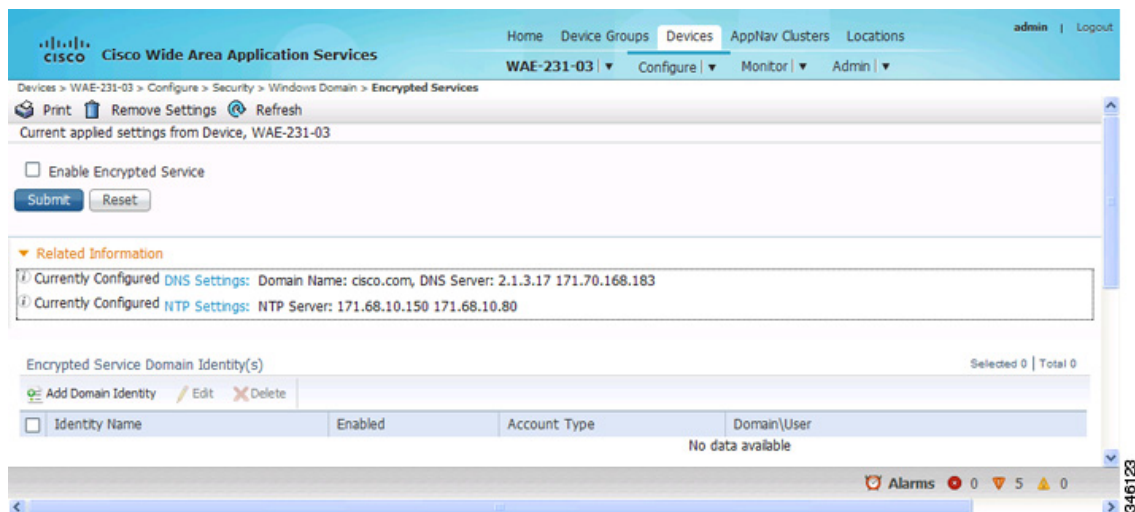 Home Device Groups Devices AppNav Clusters Locations
admin | Logout
CISCO Cisco Wide Area Application Services
WAE-231-03 Configure Monitor Admin
Devices > WAE-231-03 > Configure > Security > Windows Domain > Encrypted Services
Print Remove Settings Refresh
Current applied settings from Device, WAE-231-03
Enable Encrypted Service
Submit Reset
Related Information
Currently Configured DNS Settings: Domain Name: cisco.com, DNS Server: 2.1.3.17 171.70.168.183
Currently Configured NTP Settings: NTP Server: 171.68.10.150 171.68.10.80
Encrypted Service Domain Identity(s)
Selected 0 | Total 0
Add Domain Identity Edit Delete
Identity Name Enabled Account Type Domain\User
No data available
Alarms 0 5 0
346123